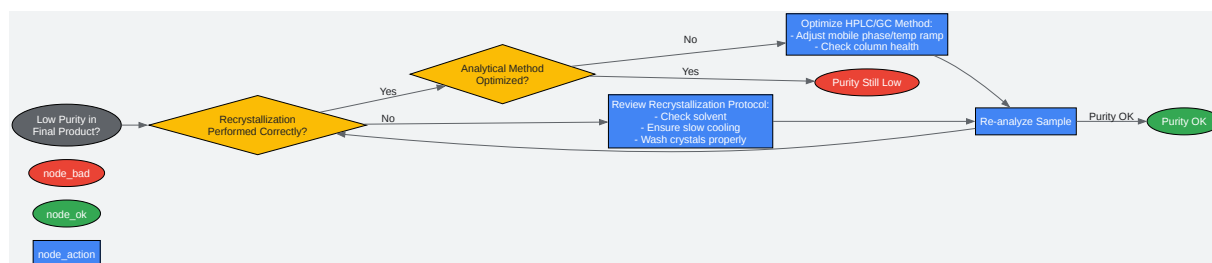 Low Purity in
Final Product?
Recrystallization
Performed Correctly?
Yes
No
Analytical Method
Optimized?
No
Yes
Optimize HPLC/GC Method:
- Adjust mobile phase/temp ramp
- Check column health
Purity Still Low
Review Recrystallization Protocol:
- Check solvent
- Ensure slow cooling
- Wash crystals properly
Re-analyze Sample
Purity OK
Purity OK
node_bad
node_ok
node_action